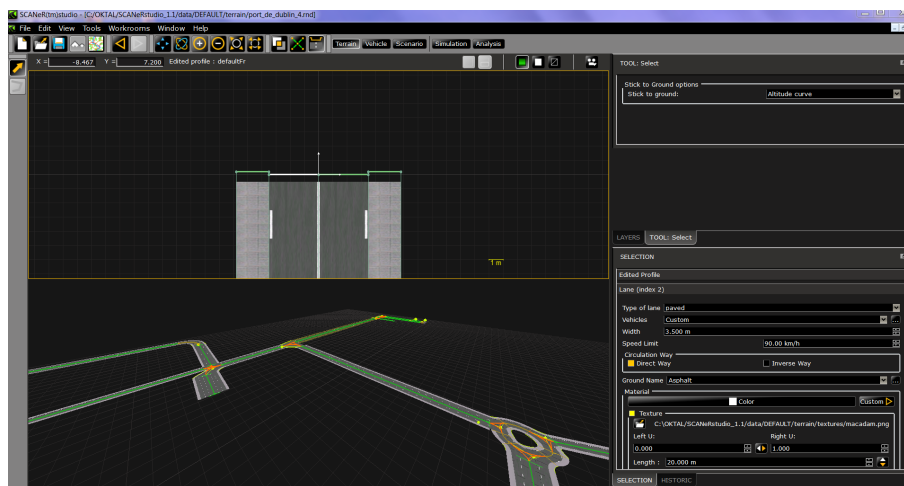 SCANeR(tm)studio - [C:/OKTAL/SCANeRstudio_1.1/data/DEFAULT/terrain/port_de_dublin_4.rnd]
File Edit View Tools Workrooms Window Help
Terrain Vehicle Scenario Simulation Analysis
X = -8.467 Y = 7.200 Edited profile : defaultFr
TOOL: Select
Stick to Ground options
Stick to ground: Altitude curve
1 m
LAYERS TOOL: Select
SELECTION
Edited Profile
Lane (index 2)
Type of lane paved
Vehicles Custom
Width 3.500 m
Speed Limit 90.00 km/h
Circulation Way
Direct Way Inverse Way
Ground Name Asphalt
Material
Color Custom
Texture
C:\OKTAL/SCANeRstudio_1.1/data/DEFAULT/terrain/textures/macadam.png
Left U: Right U:
0.000 1.000
Length : 20.000 m
SELECTION HISTORIC